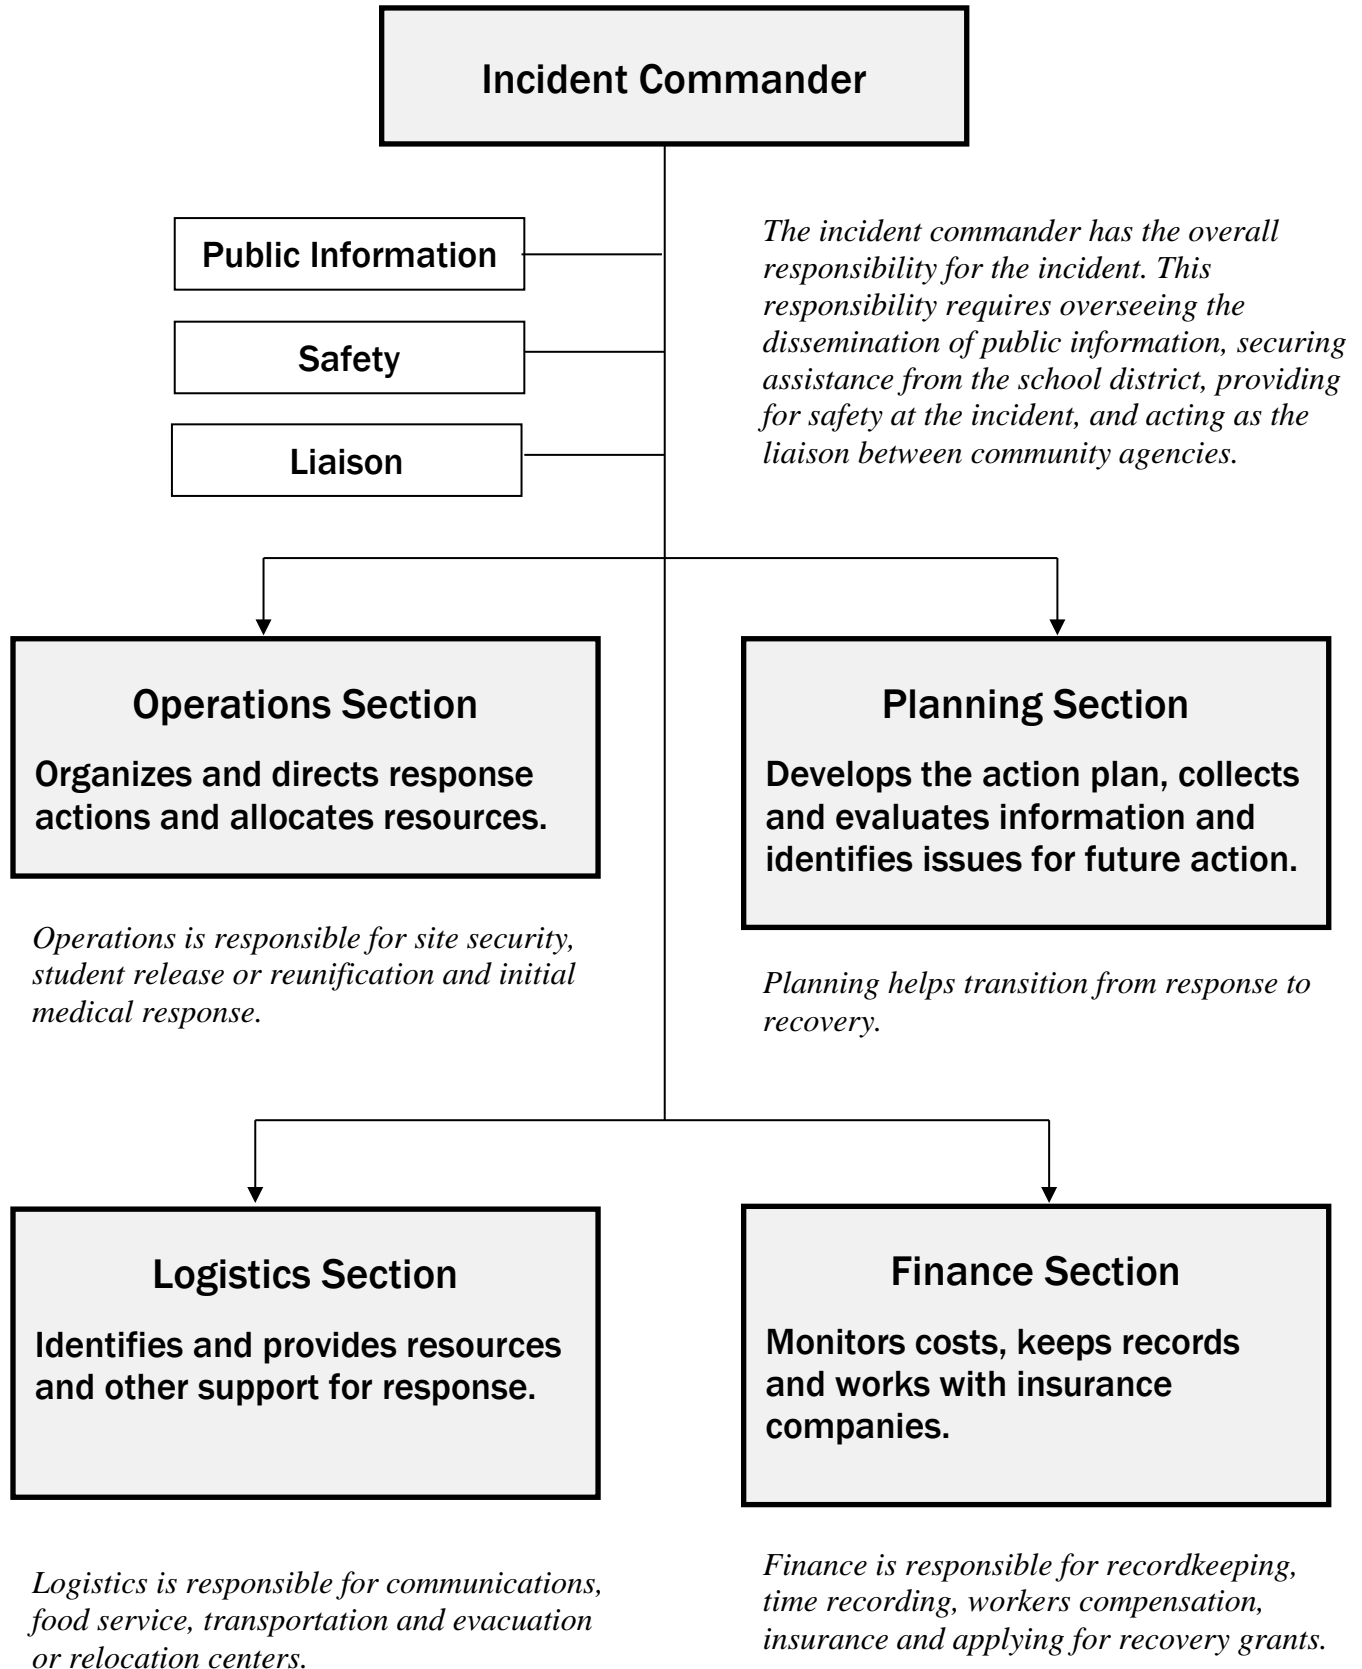 Incident Commander
Public Information
Safety
Liaison
The incident commander has the overall
responsibility for the incident. This
responsibility requires overseeing the
dissemination of public information, securing
assistance from the school district, providing
for safety at the incident, and acting as the
liaison between community agencies.
Operations Section
Organizes and directs response
actions and allocates resources.
Operations is responsible for site security,
student release or reunification and initial
medical response.
Planning Section
Develops the action plan, collects
and evaluates information and
identifies issues for future action.
Planning helps transition from response to
recovery.
Logistics Section
Identifies and provides resources
and other support for response.
Logistics is responsible for communications,
food service, transportation and evacuation
or relocation centers.
Finance Section
Monitors costs, keeps records
and works with insurance
companies.
Finance is responsible for recordkeeping,
time recording, workers compensation,
insurance and applying for recovery grants.